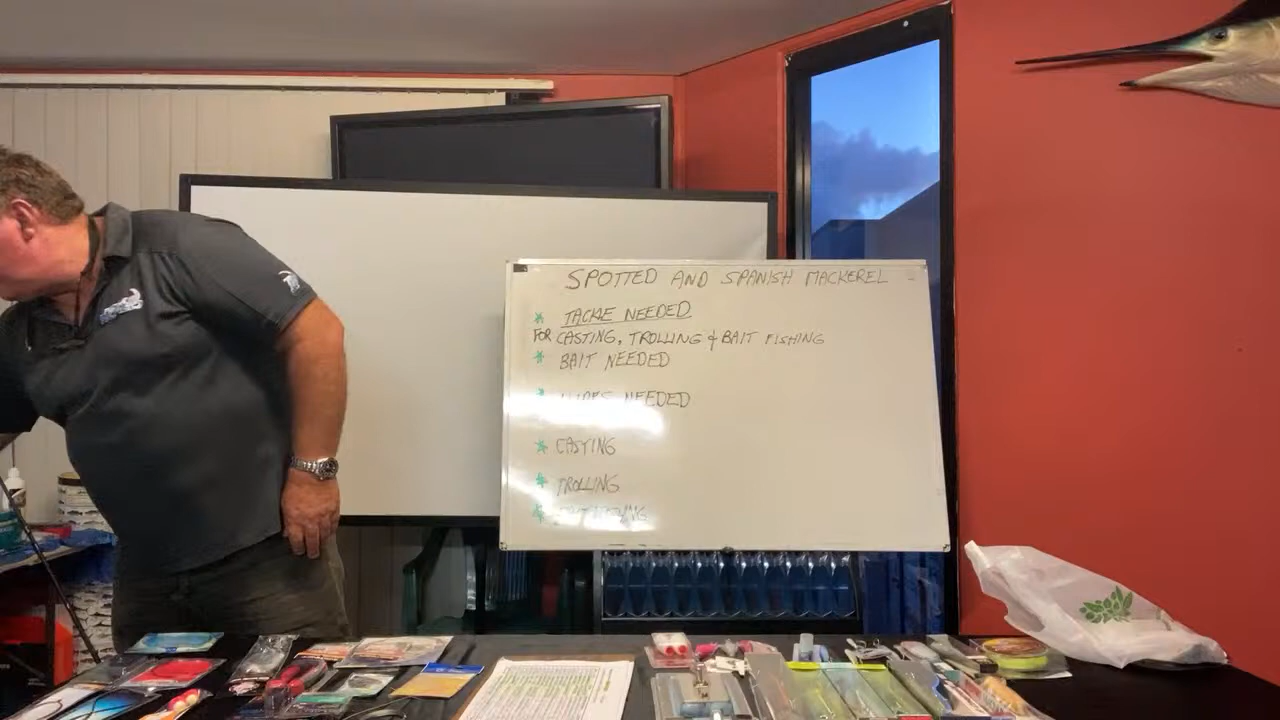 SPOTTED AND SPANISH MACKEREL
* TACKLE NEEDED
FOR CASTING, TROLLING & BAIT FISHING
* BAIT NEEDED
* NEEDED
* CASTING
* TROLLING
*